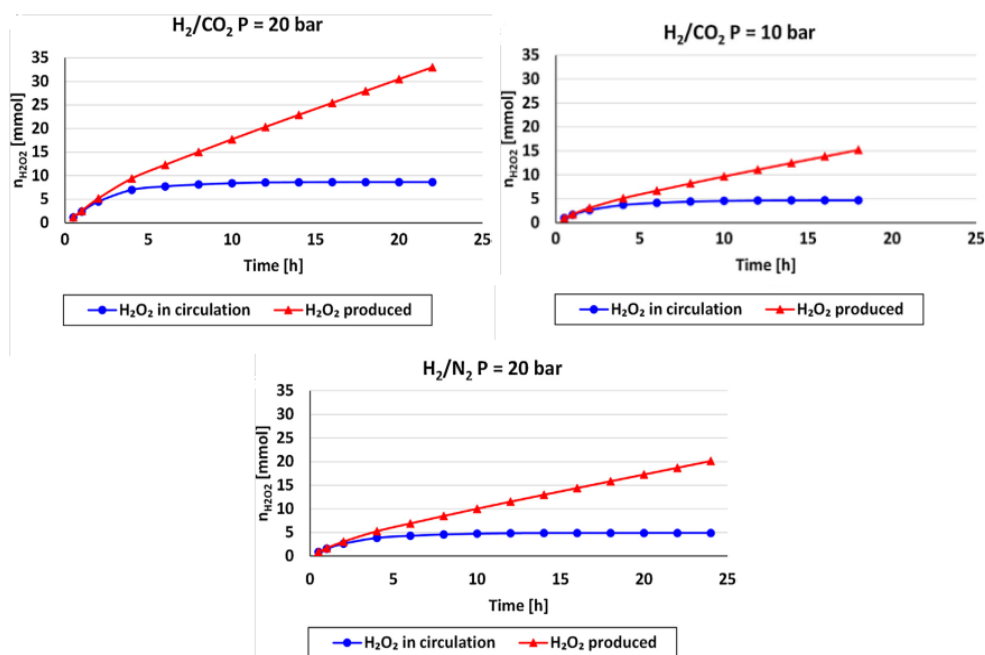 H₂/CO₂ P = 20 bar
n_H2O2 [mmol]
35
30
25
20
15
10
5
0
0 5 10 15 20 25
Time [h]
H₂O₂ in circulation H₂O₂ produced
H₂/CO₂ P = 10 bar
n_H2O2 [mmol]
35
30
25
20
15
10
5
0
0 5 10 15 20 25
Time [h]
H₂O₂ in circulation H₂O₂ produced
H₂/N₂ P = 20 bar
n_H2O2 [mmol]
35
30
25
20
15
10
5
0
0 5 10 15 20 25
Time [h]
H₂O₂ in circulation H₂O₂ produced